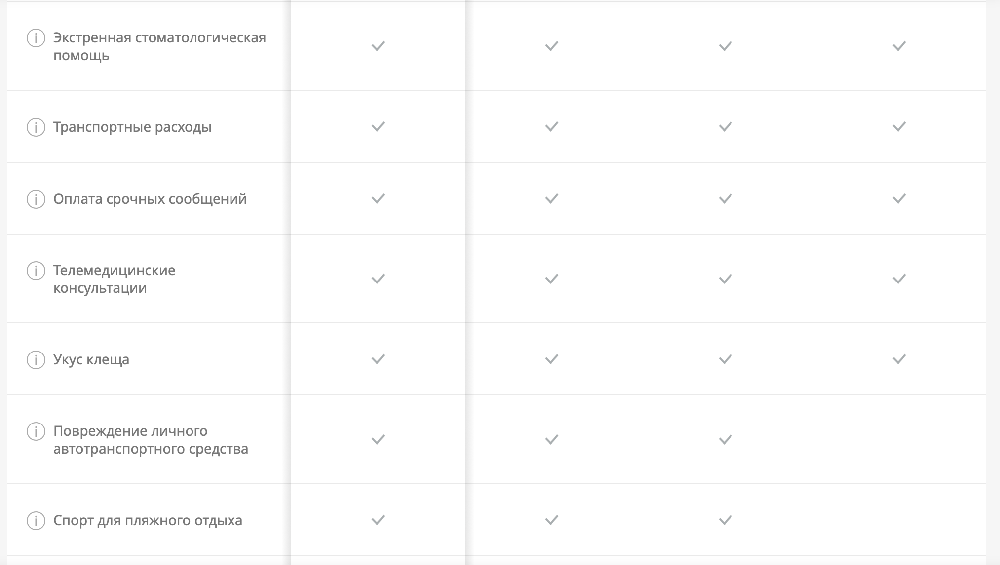 Экстренная стоматологическая
помощь
Транспортные расходы
Оплата срочных сообщений
Телемедицинские
консультации
Укус клеща
Повреждение личного
автотранспортного средства
Спорт для пляжного отдыха